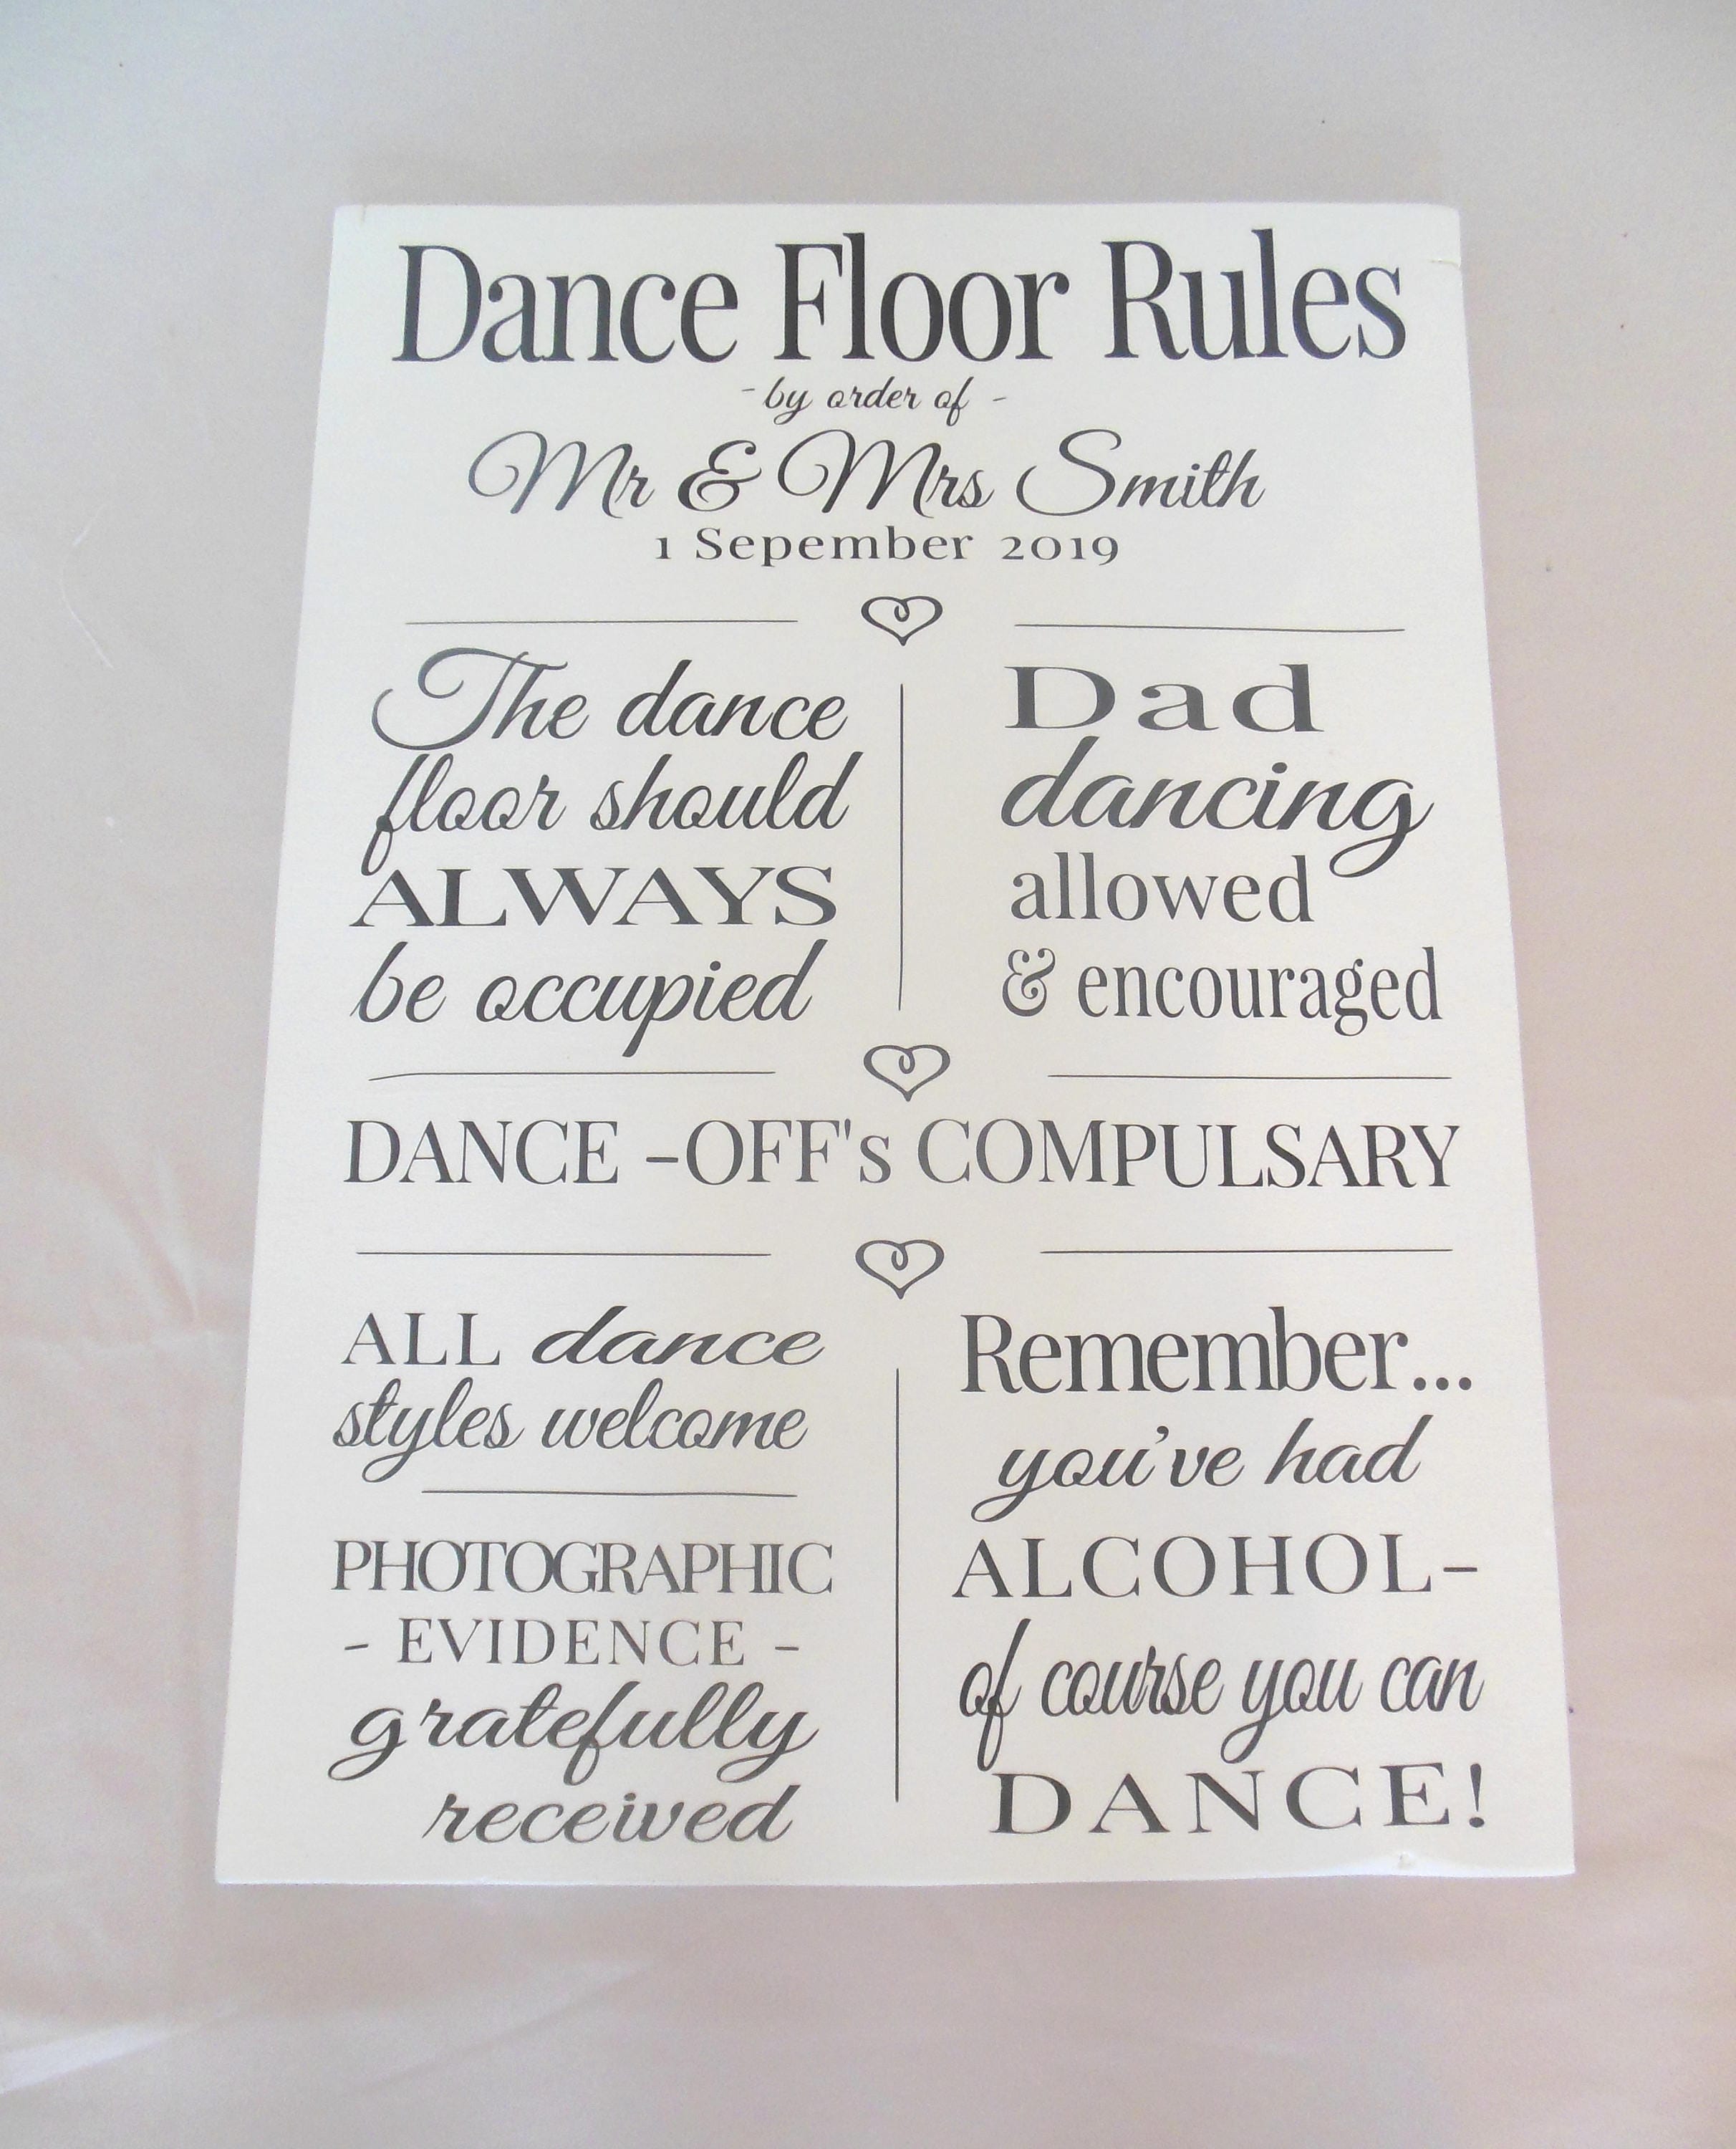 Dance Floor Rules
- by order of -
Mr & Mrs Smith
1 Sepember 2019
The dance
floor should
ALWAYS
be occupied
Dad
dancing
allowed
& encouraged
DANCE -OFF's COMPULSARY
ALL dance
styles welcome
PHOTOGRAPHIC
- EVIDENCE -
gratefully
received
Remember...
you've had
ALCOHOL-
of course you can
DANCE!